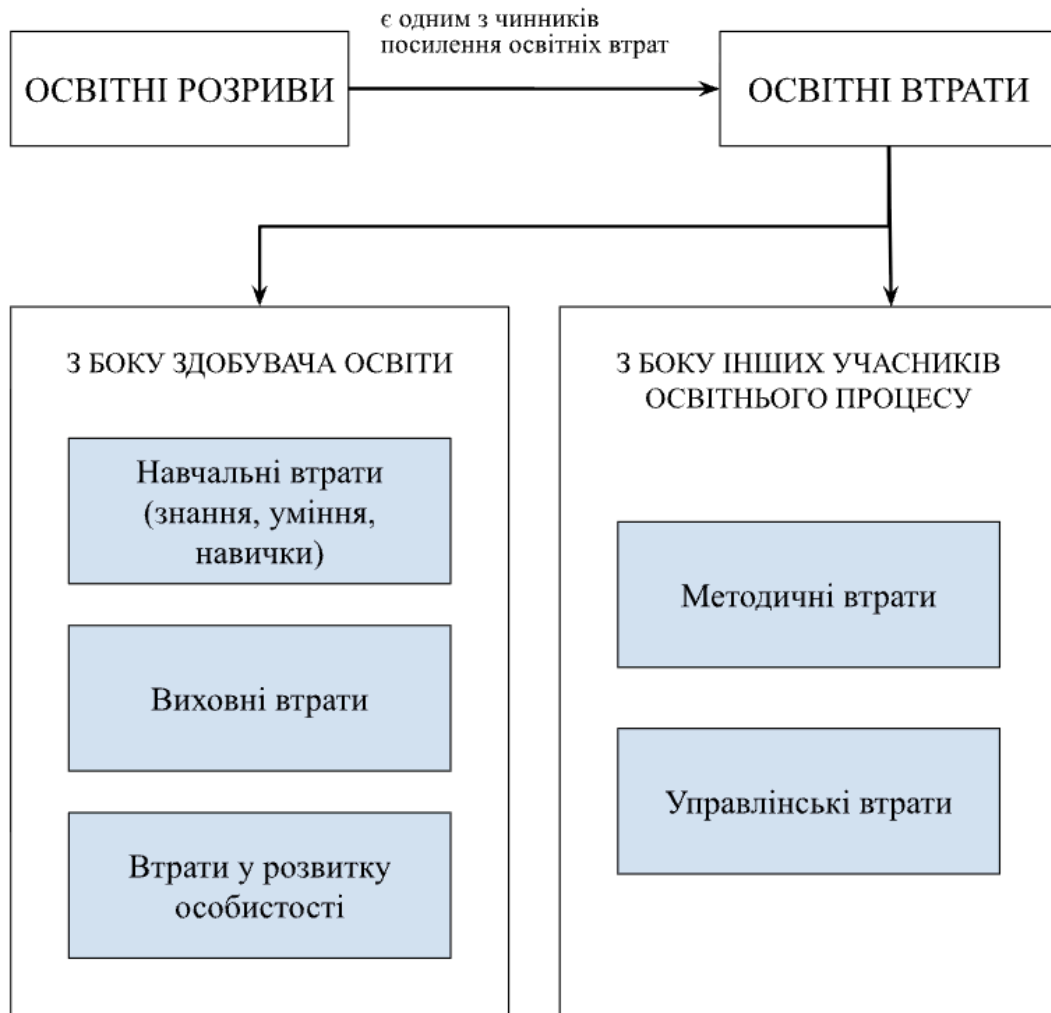 є одним з чинників
посилення освітніх втрат
ОСВІТНІ РОЗРИВИ
ОСВІТНІ ВТРАТИ
З БОКУ ЗДОБУВАЧА ОСВІТИ
Навчальні втрати
(знання, уміння,
навички)
Виховні втрати
Втрати у розвитку
особистості
З БОКУ ІНШИХ УЧАСНИКІВ
ОСВІТНЬОГО ПРОЦЕСУ
Методичні втрати
Управлінські втрати